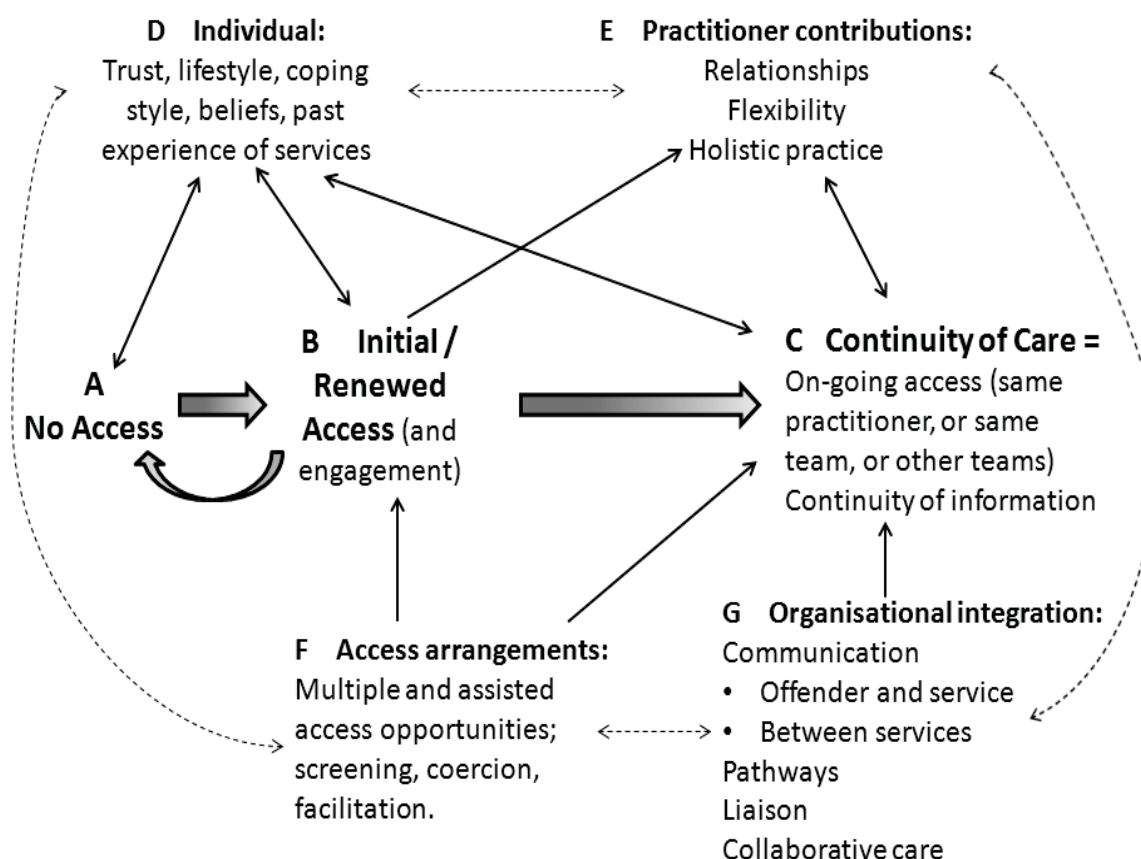 D Individual:
Trust, lifestyle, coping
style, beliefs, past
experience of services
E Practitioner contributions:
Relationships
Flexibility
Holistic practice
A
No Access
B Initial /
Renewed
Access (and
engagement)
C Continuity of Care =
On-going access (same
practitioner, or same
team, or other teams)
Continuity of information
F Access arrangements:
Multiple and assisted
access opportunities;
screening, coercion,
facilitation.
G Organisational integration:
Communication
• Offender and service
• Between services
Pathways
Liaison
Collaborative care